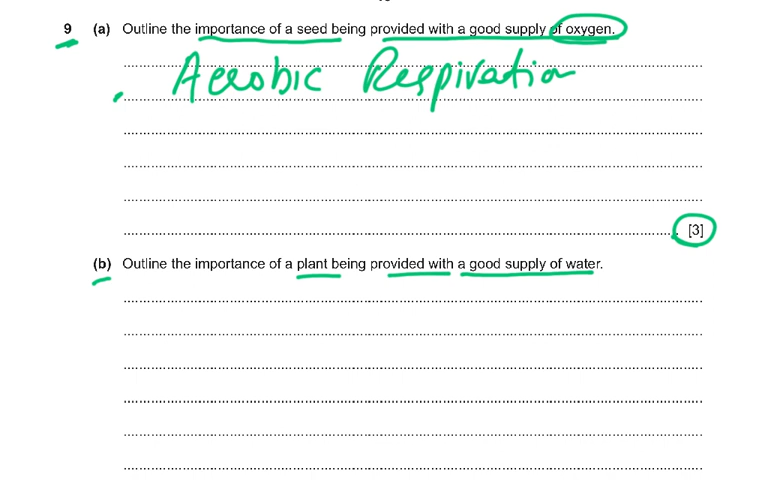 9 (a) Outline the importance of a seed being provided with a good supply of oxygen.
Aerobic Respiration
[3]
(b) Outline the importance of a plant being provided with a good supply of water.